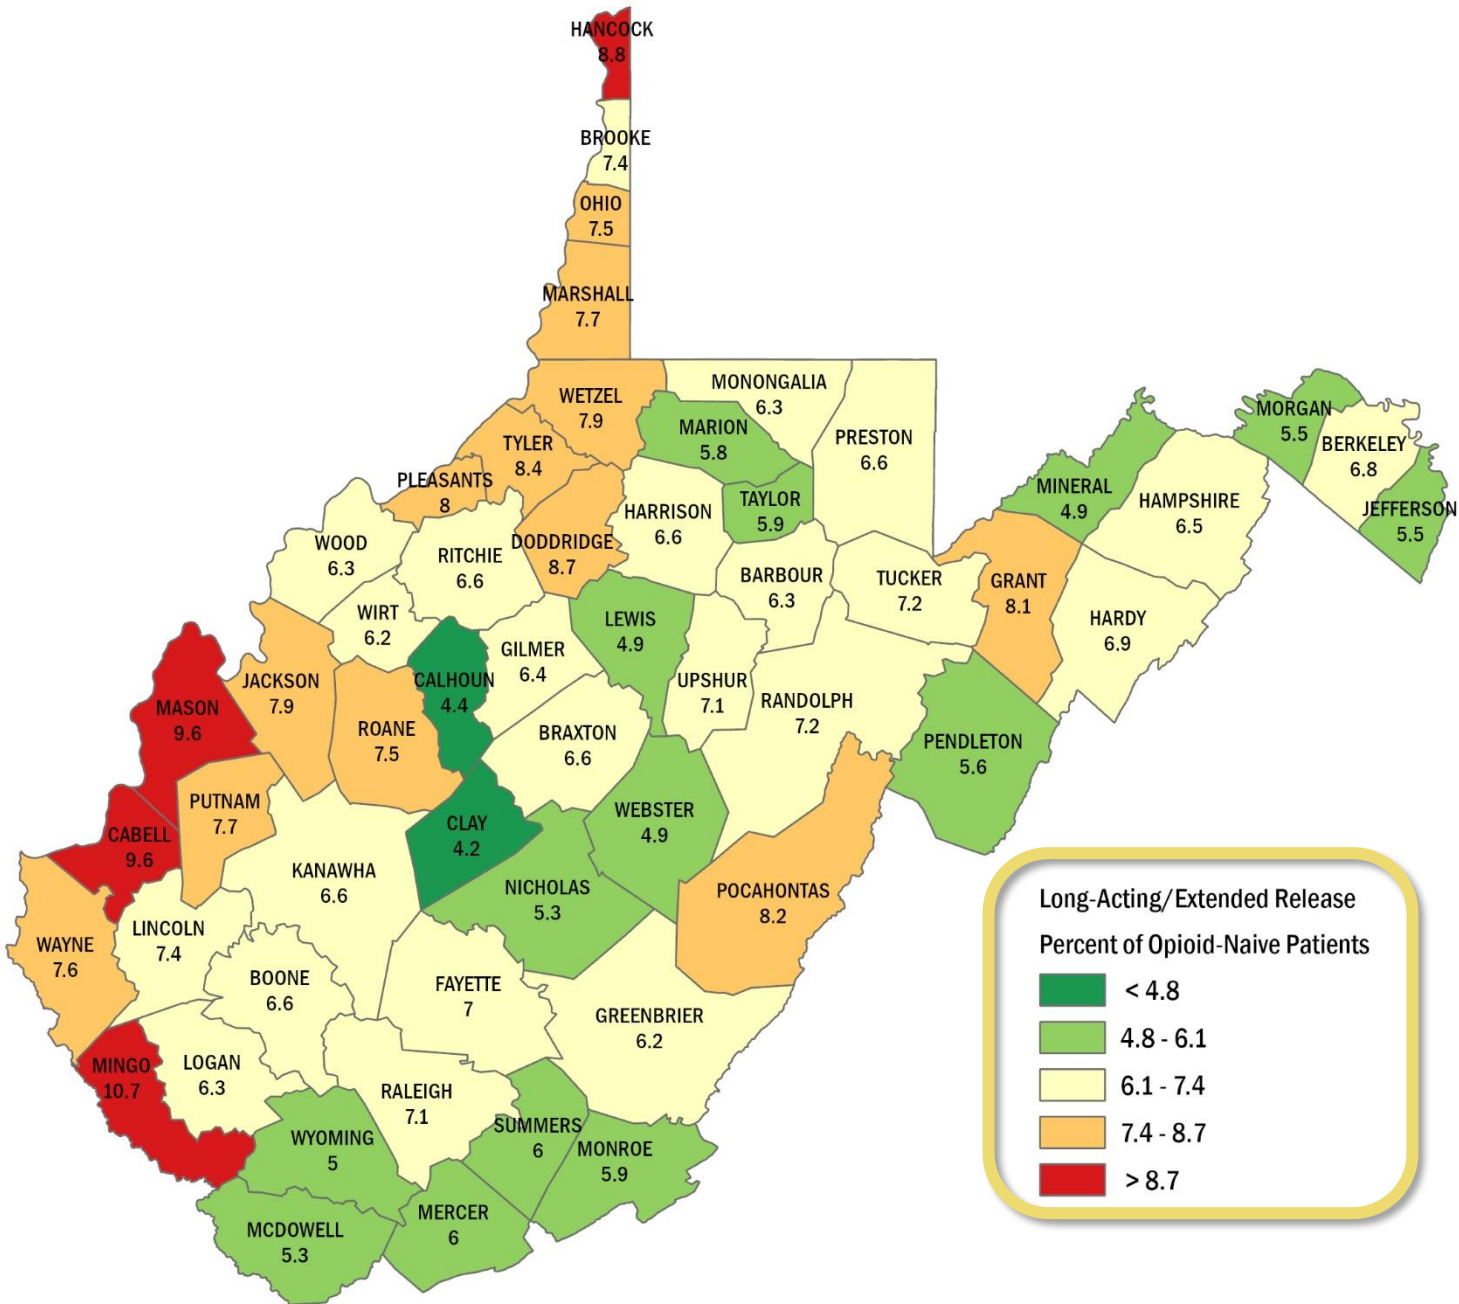 HANCOCK
8.8
BROOKE
7.4
OHIO
7.5
MARSHALL
7.7
WETZEL
7.9
MONONGALIA
6.3
MARION
5.8
PRESTON
6.6
TYLER
8.4
PLEASANTS
8
MORGAN
5.5
BERKELEY
6.8
JEFFERSON
5.5
MINERAL
4.9
HAMPSHIRE
6.5
TAYLOR
5.9
HARRISON
6.6
DODDRIDGE
8.7
WOOD
6.3
RITCHIE
6.6
BARBOUR
6.3
TUCKER
7.2
GRANT
8.1
HARDY
6.9
WIRT
6.2
LEWIS
4.9
GILMER
6.4
CALHOUN
4.4
UPSHUR
7.1
RANDOLPH
7.2
JACKSON
7.9
MASON
9.6
ROANE
7.5
BRAXTON
6.6
PENDLETON
5.6
PUTNAM
7.7
CABELL
9.6
CLAY
4.2
WEBSTER
4.9
KANAWHA
6.6
NICHOLAS
5.3
POCAHONTAS
8.2
WAYNE
7.6
LINCOLN
7.4
BOONE
6.6
FAYETTE
7
GREENBRIER
6.2
MINGO
10.7
LOGAN
6.3
RALEIGH
7.1
SUMMERS
6
MONROE
5.9
WYOMING
5
MERCER
6
MCDOWELL
5.3
Long-Acting/Extended Release
Percent of Opioid-Naive Patients
< 4.8
4.8 - 6.1
6.1 - 7.4
7.4 - 8.7
> 8.7